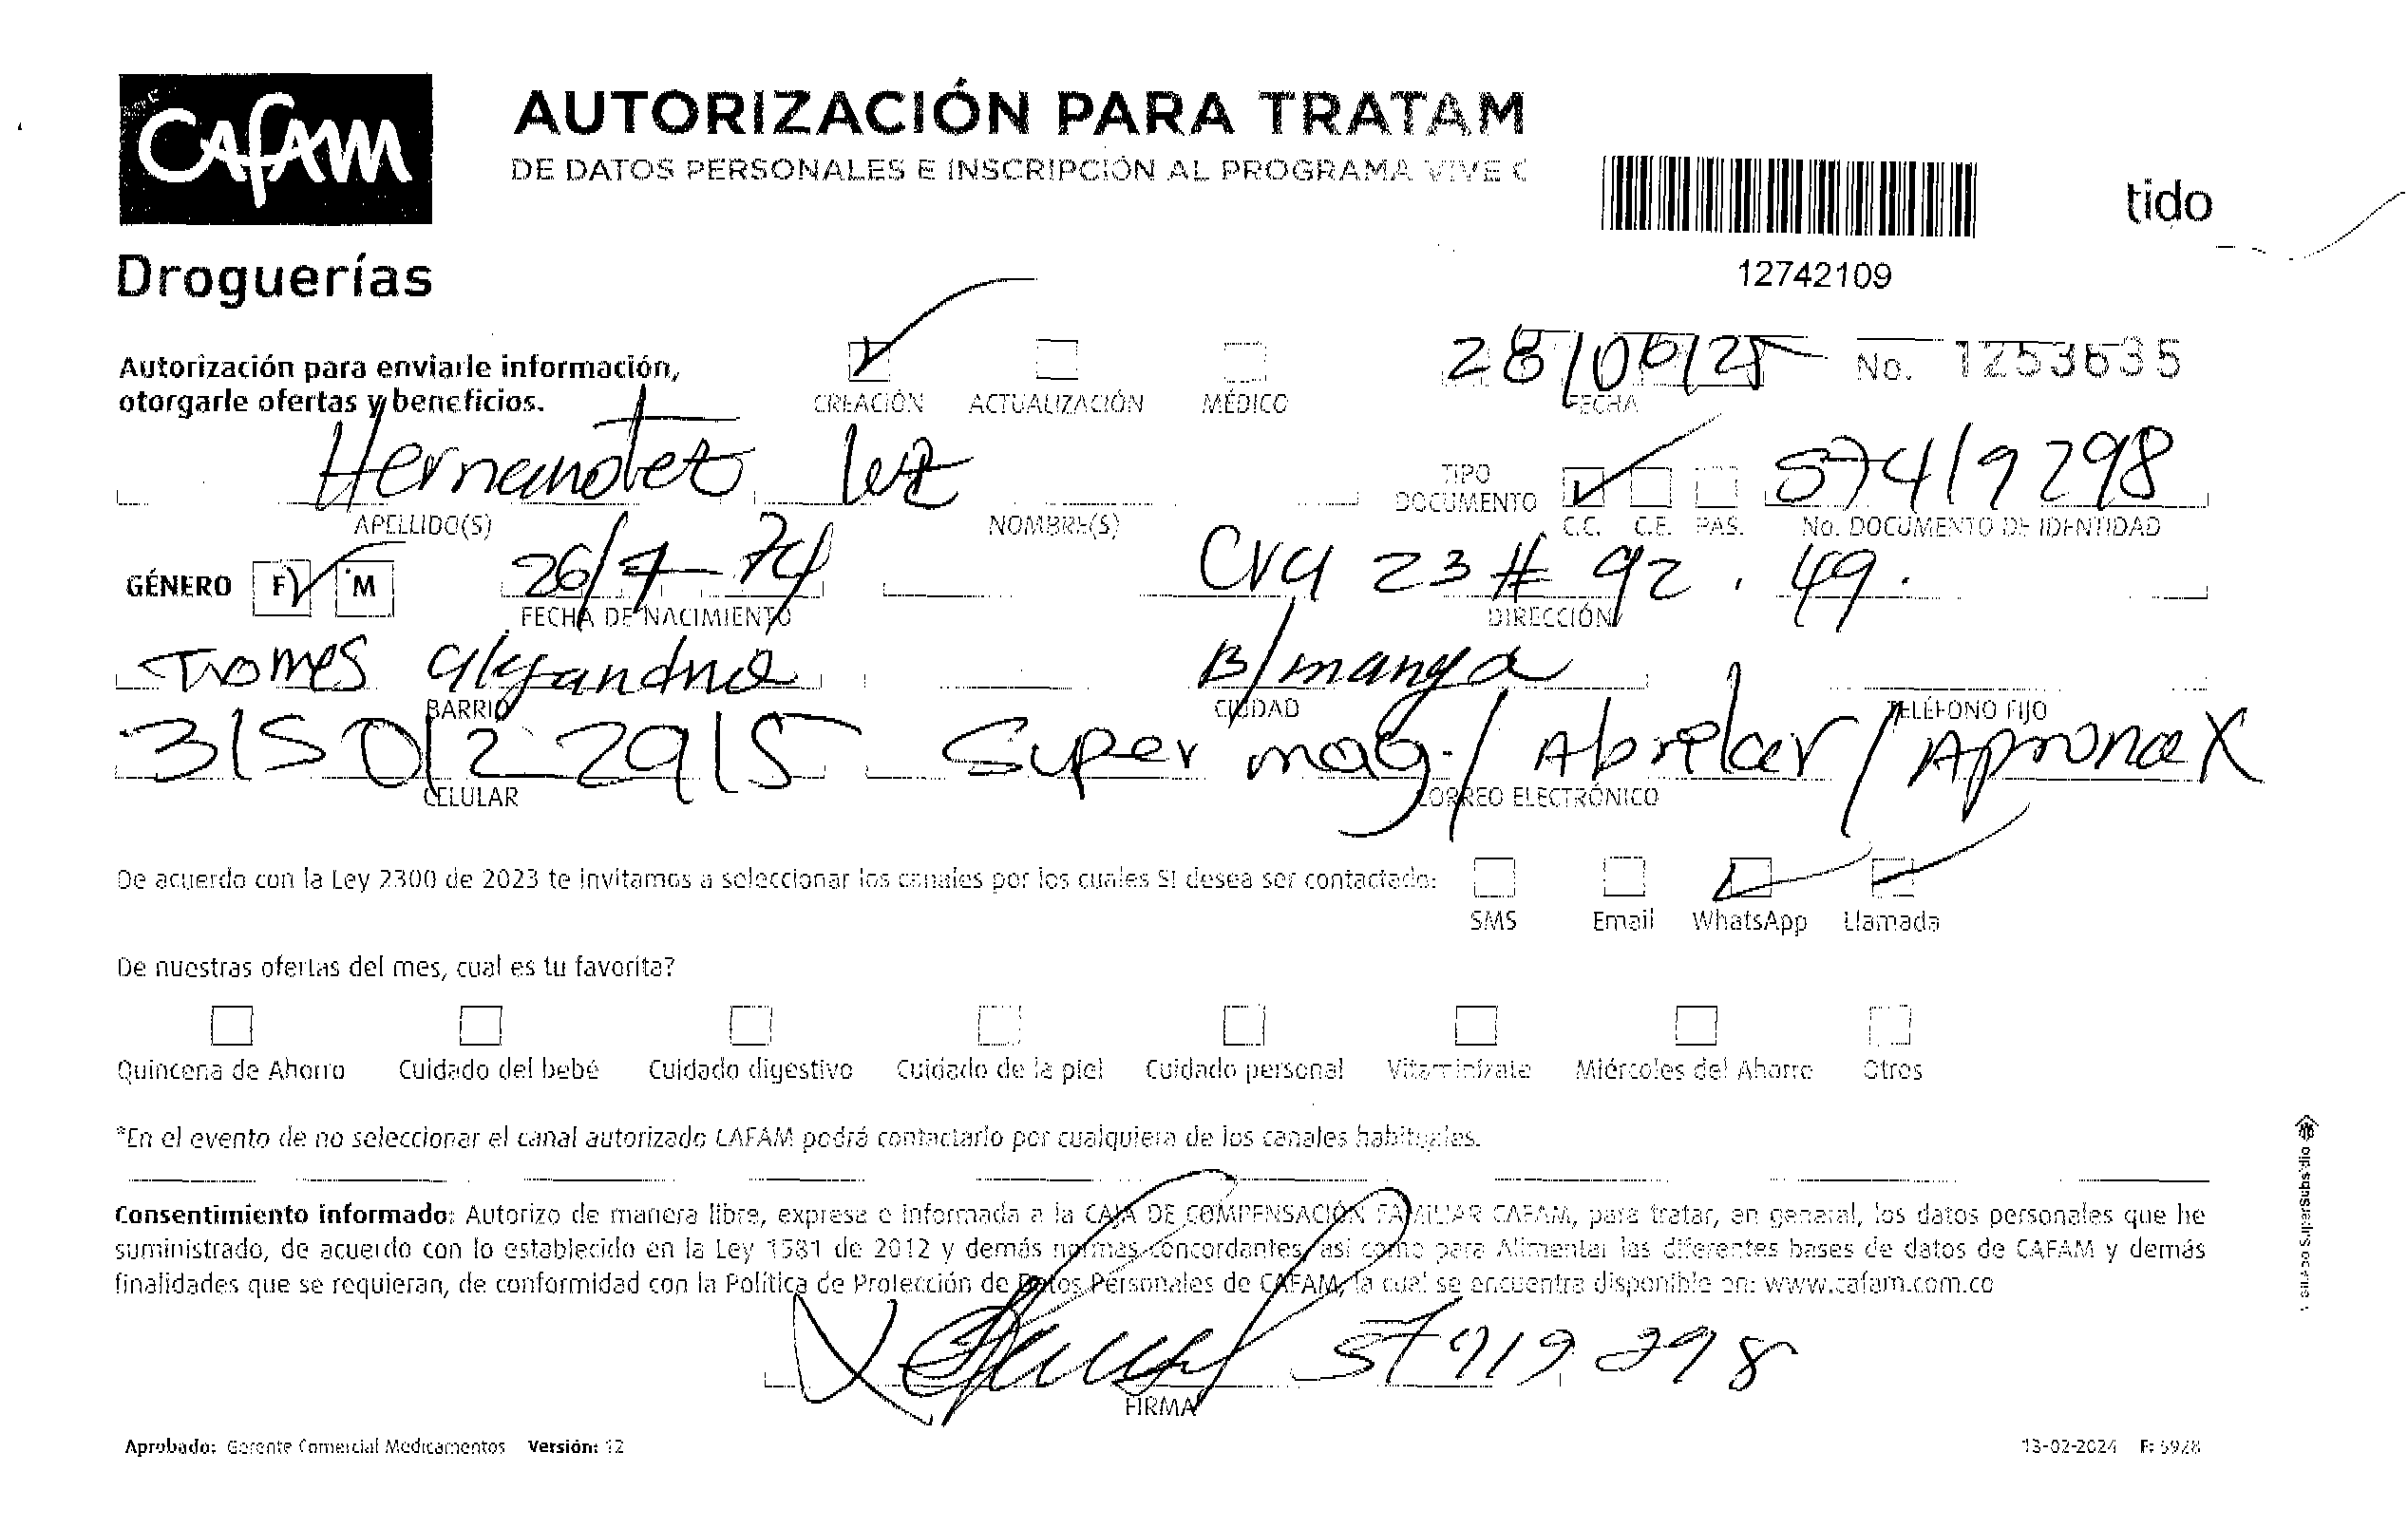 CAFAM
Droguerías
AUTORIZACIÓN PARA TRATAM
DE DATOS PERSONALES E INSCRIPCIÓN AL PROGRAMA VIVE C
tido
12742109
Autorización para enviarle información,
otorgarle ofertas y beneficios.
CREACIÓN ACTUALIZACIÓN MÉDICO
28/06/25
FECHA
No. 1253635
Hernandez luz
APELLIDO(S) NOMBRE(S)
TIPO
DOCUMENTO
C.C. C.E. PAS.
57419298
No. DOCUMENTO DE IDENTIDAD
GÉNERO F M
26/7-74
FECHA DE NACIMIENTO
Cra 23 # 92. 49.
DIRECCIÓN
Torres alejandria
BARRIO
B/manga
CIUDAD
TELÉFONO FIJO
3150122915
CELULAR
Super mag./ Abrelar/ Apronax
CORREO ELECTRÓNICO
De acuerdo con la Ley 2300 de 2023 te invitamos a seleccionar los canales por los cuales SI desea ser contactado:
SMS Email WhatsApp Llamada
De nuestras ofertas del mes, cual es tu favorita?
Quincena de Ahorro Cuidado del bebé Cuidado digestivo Cuidado de la piel Cuidado personal Vitaminízate Miércoles del Ahorro Otros
*En el evento de no seleccionar el canal autorizado CAFAM podrá contactarlo por cualquiera de los canales habituales.
Consentimiento informado: Autorizo de manera libre, expresa e informada a la CAJA DE COMPENSACIÓN FAMILIAR CAFAM, para tratar, en general, los datos personales que he
suministrado, de acuerdo con lo establecido en la Ley 1581 de 2012 y demás normas concordantes, así como para Alimentar las diferentes bases de datos de CAFAM y demás
finalidades que se requieran, de conformidad con la Política de Protección de Datos Personales de CAFAM, la cual se encuentra disponible en: www.cafam.com.co
57419298
FIRMA
Aprobado: Gerente Comercial Medicamentos Versión: 12
13-02-2024 F: 5928